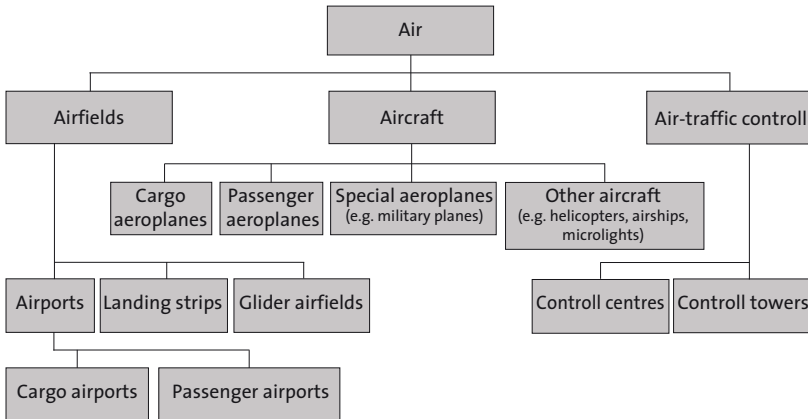 Air
Airfields
Aircraft
Air-traffic controll
Cargo
aeroplanes
Passenger
aeroplanes
Special aeroplanes
(e.g. military planes)
Other aircraft
(e.g. helicopters, airships,
microlights)
Airports
Landing strips
Glider airfields
Controll centres
Controll towers
Cargo airports
Passenger airports